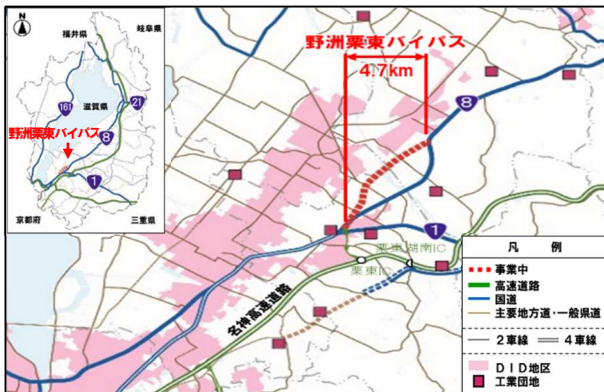 N
福井県
岐阜県
161
21
滋賀県
野洲栗東バイパス
8
1
京都府
三重県
野洲栗東バイパス
4.7km
8
1
栗東湖南IC
栗東IC
名神高速道路
凡 例
事業中
高速道路
国道
主要地方道・一般県道
2車線 4車線
DID地区
工業団地